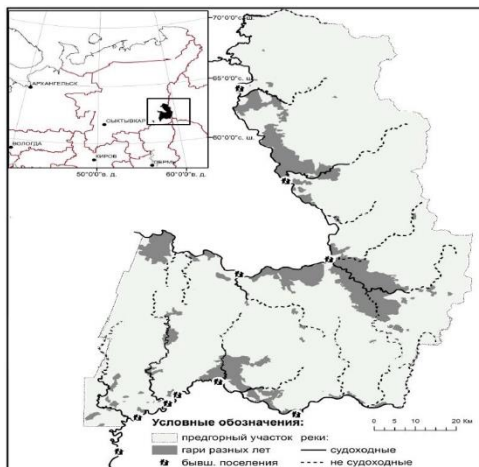 70°0'0"с. ш.
65°0'0"с. ш.
60°0'0"с. ш.
АРХАНГЕЛЬСК
СЫКТЫВКАР
ВОЛОГДА
КИРОВ
ПЕРМЬ
50°0'0"в. д.
60°0'0"в. д.
0 10 20 Км
Условные обозначения:
предгорный участок реки:
гари разных лет судоходные
бывш. поселения не судоходные